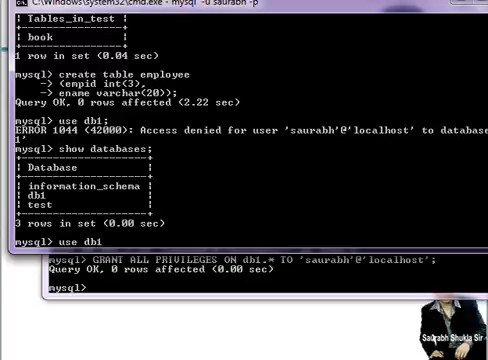 C:\Windows\system32\cmd.exe - mysql -u saurabh -p
| Tables_in_test |
+----------------+
| book           |
+----------------+
1 row in set (0.04 sec)
mysql> create table employee
    -> (empid int(3),
    -> ename varchar(20));
Query OK, 0 rows affected (2.22 sec)
mysql> use db1;
ERROR 1044 (42000): Access denied for user 'saurabh'@'localhost' to database
1'
mysql> show databases;
+--------------------+
| Database           |
+--------------------+
| information_schema |
| db1                |
| test               |
+--------------------+
3 rows in set (0.00 sec)
mysql> use db1
mysql> GRANT ALL PRIVILEGES ON db1.* TO 'saurabh'@'localhost';
Query OK, 0 rows affected (0.00 sec)
mysql>
Saurabh Shukla Sir